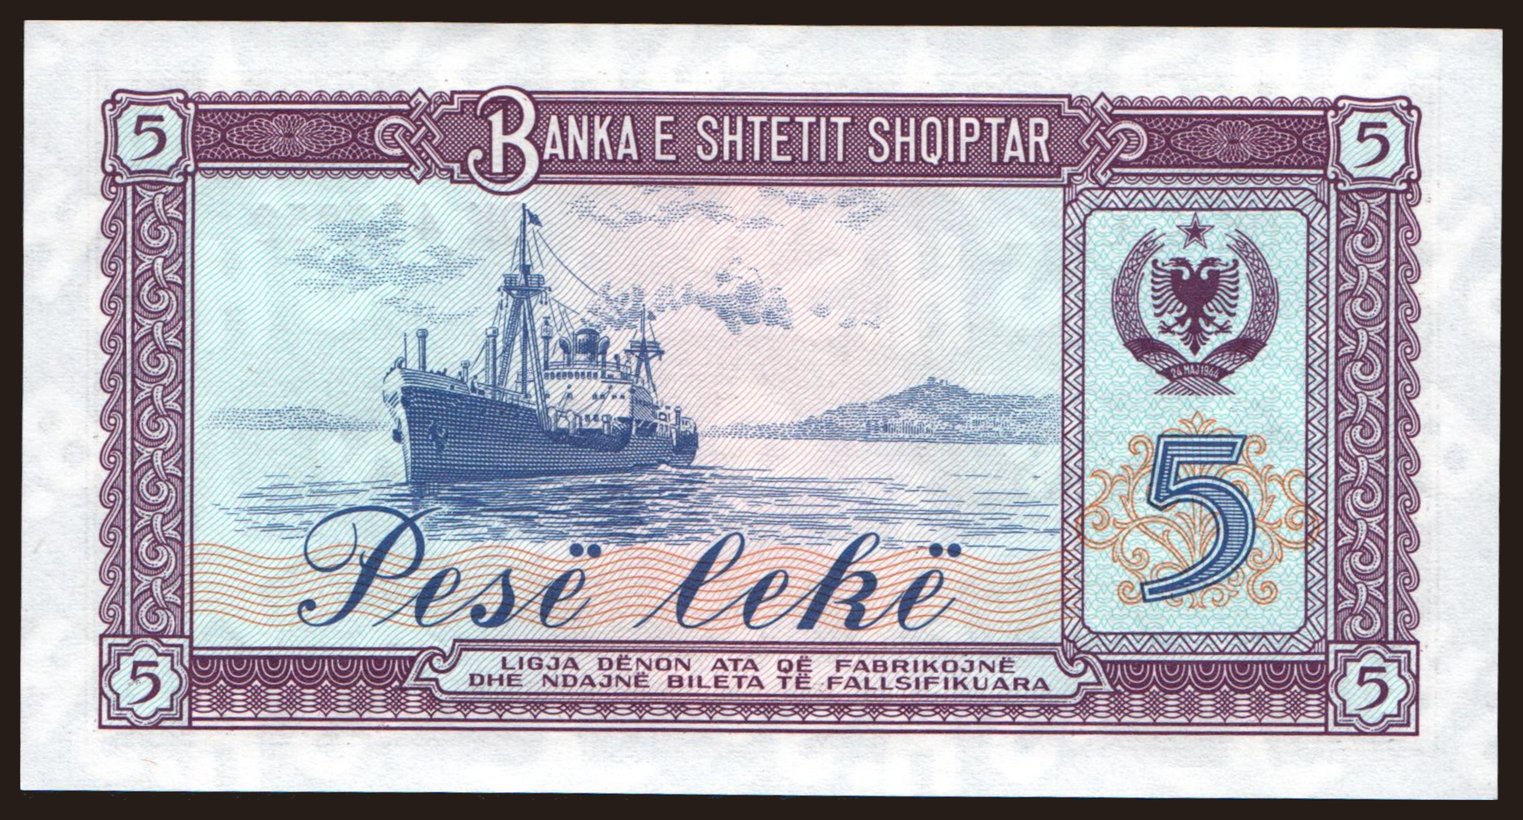 5
BANKA E SHTETIT SHQIPTAR
5
24 MAJ 1944
5
Pesë lekë
5
LIGJA DËNON ATA QË FABRIKOJNË
DHE NDAJNË BILETA TË FALLSIFIKUARA
5